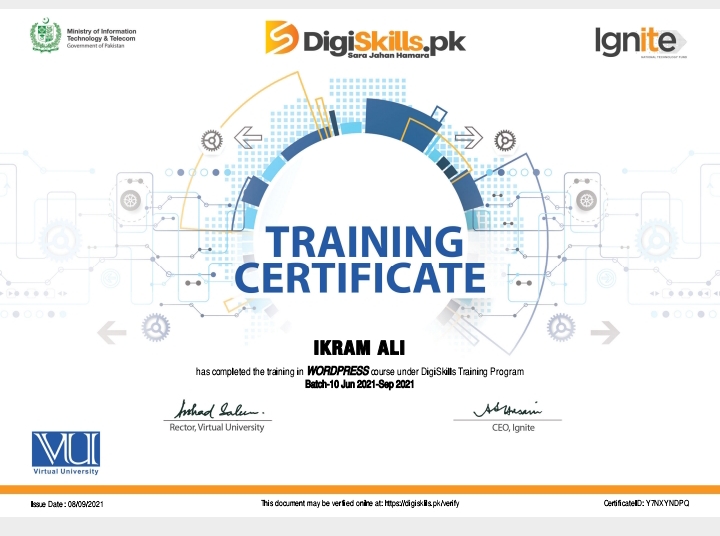 Ministry of Information
Technology & Telecom
Government of Pakistan
DigiSkills.pk
Sara Jahan Hamara
Ignite
NATIONAL TECHNOLOGY FUND
TRAINING
CERTIFICATE
IKRAM ALI
has completed the training in WORDPRESS course under DigiSkills Training Program
Batch-10 Jun 2021-Sep 2021
Rector, Virtual University
CEO, Ignite
VU
Virtual University
Issue Date : 08/09/2021
This document may be verified online at: https://digiskills.pk/verify
CertificateID: Y7NXYNDPQ